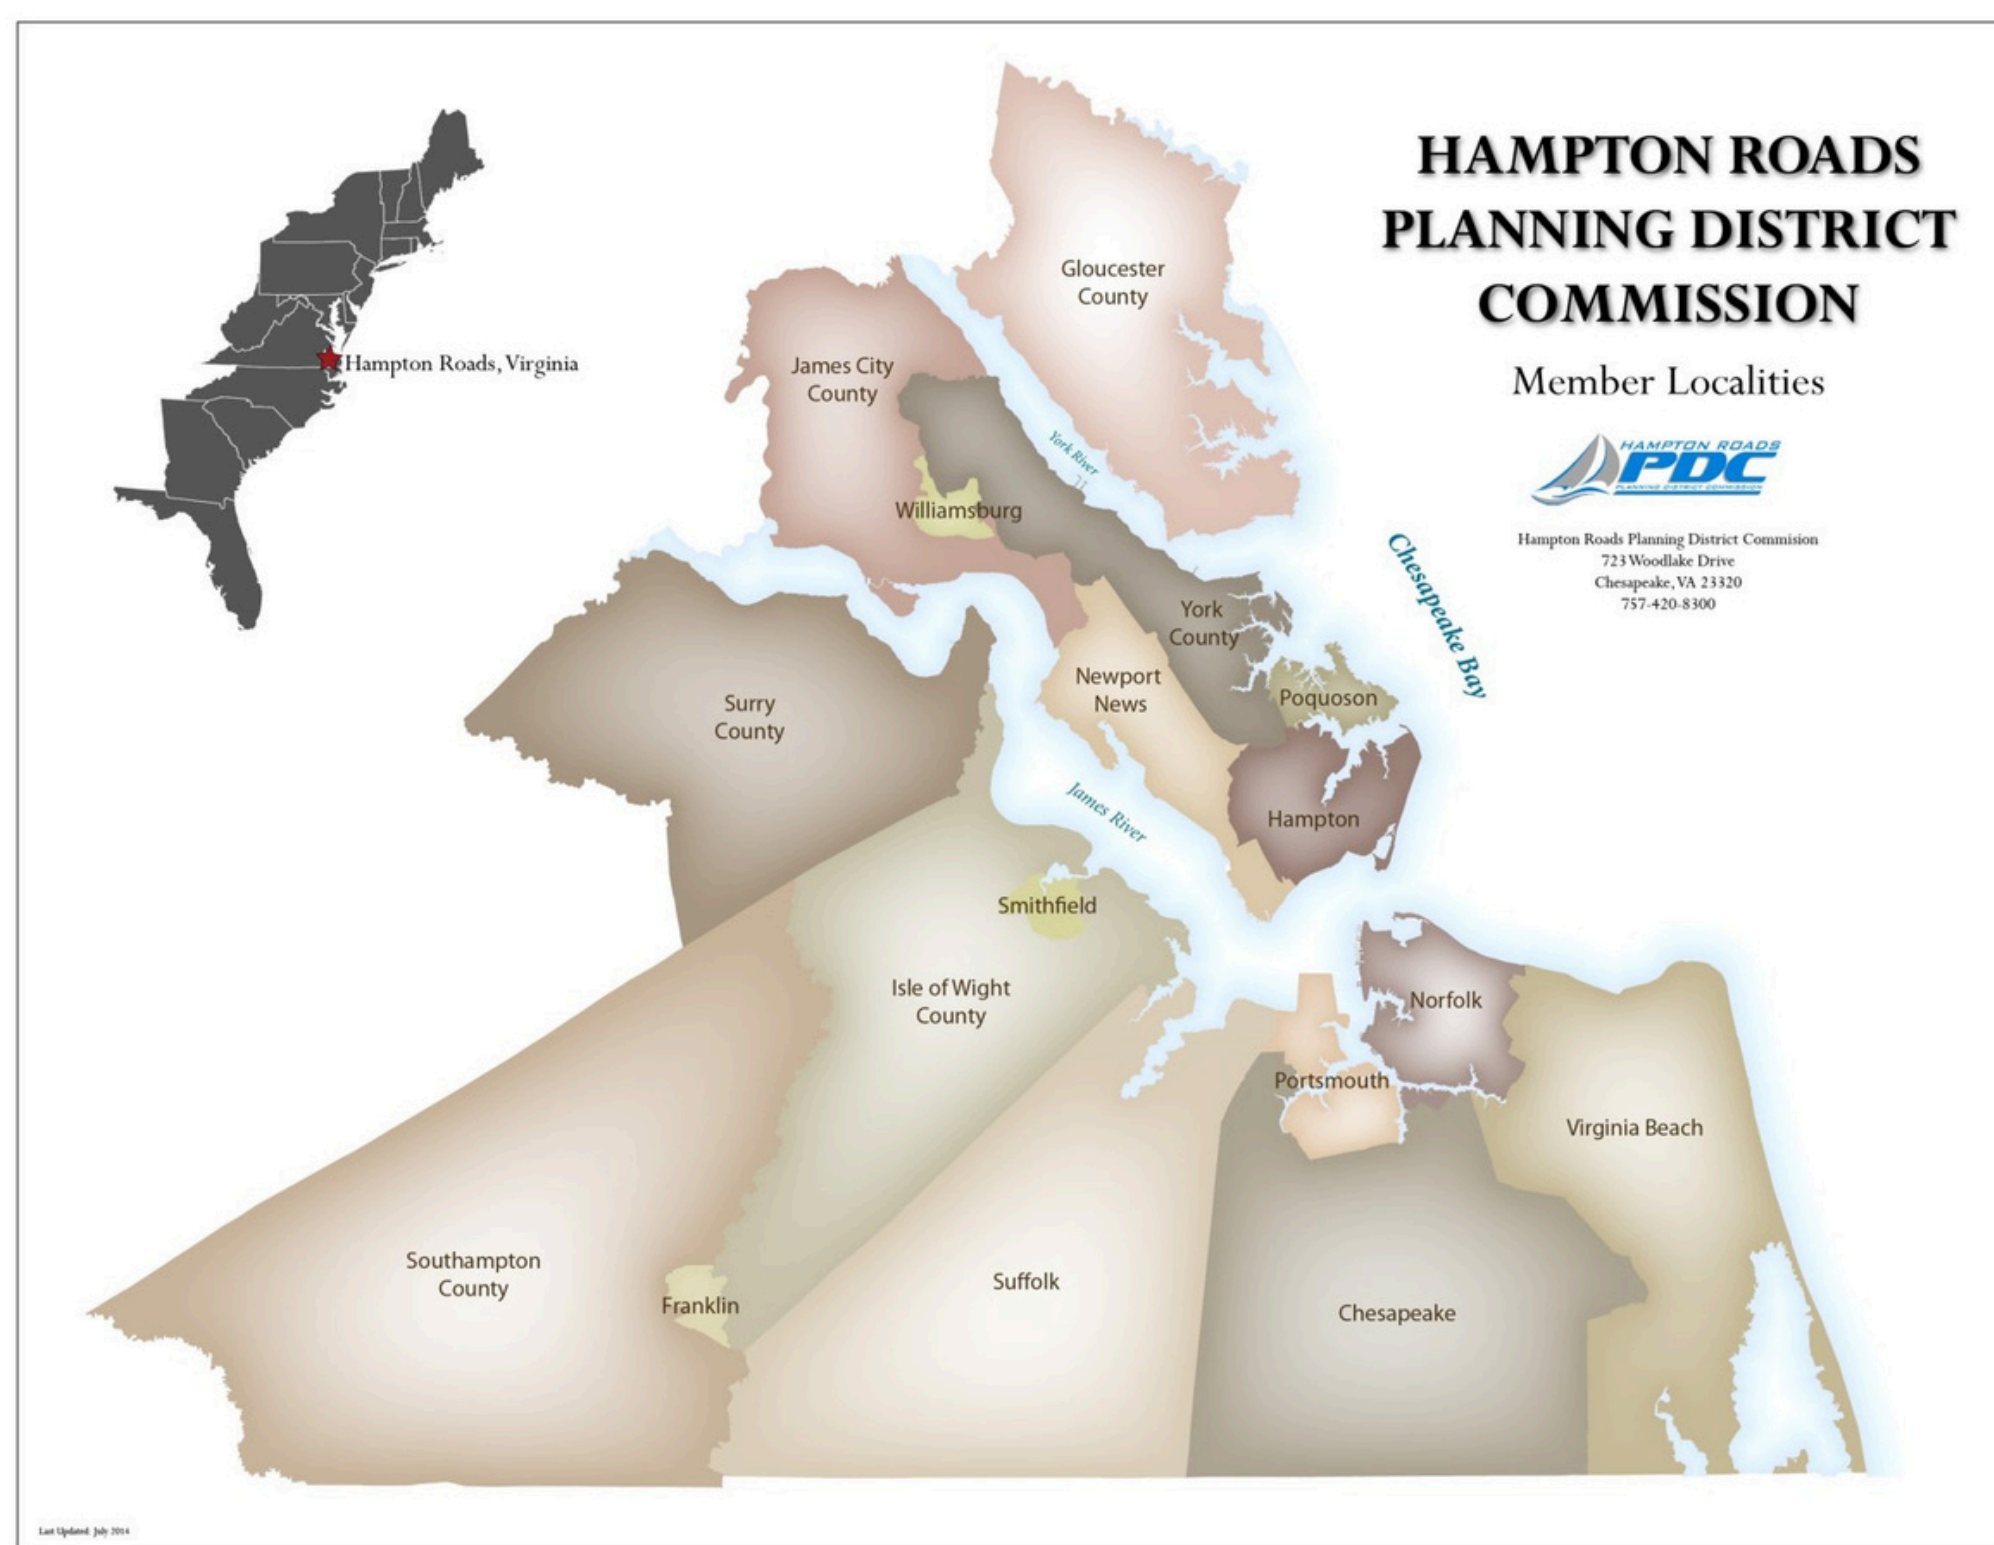 HAMPTON ROADS
PLANNING DISTRICT
COMMISSION
Member Localities
HAMPTON ROADS
PDC
PLANNING DISTRICT COMMISSION
Hampton Roads Planning District Commision
723 Woodlake Drive
Chesapeake, VA 23320
757-420-8300
Hampton Roads, Virginia
Gloucester
County
James City
County
York River
Williamsburg
Chesapeake Bay
York
County
Newport
News
Poquoson
Surry
County
James River
Hampton
Smithfield
Isle of Wight
County
Norfolk
Portsmouth
Virginia Beach
Southampton
County
Franklin
Suffolk
Chesapeake
Last Updated: July 2014